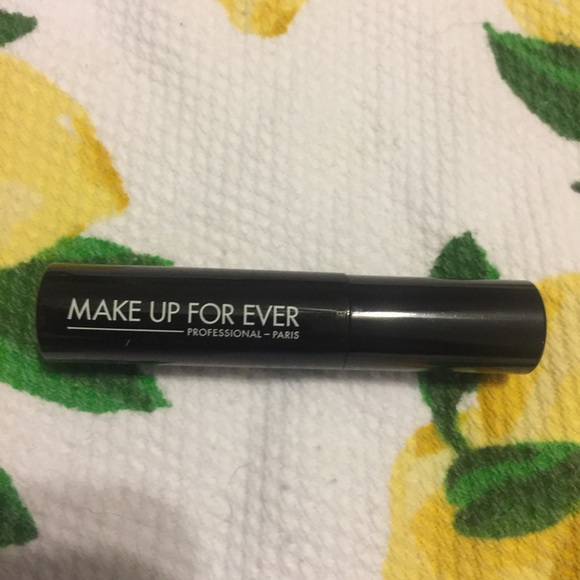 MAKE UP FOR EVER
PROFESSIONAL – PARIS